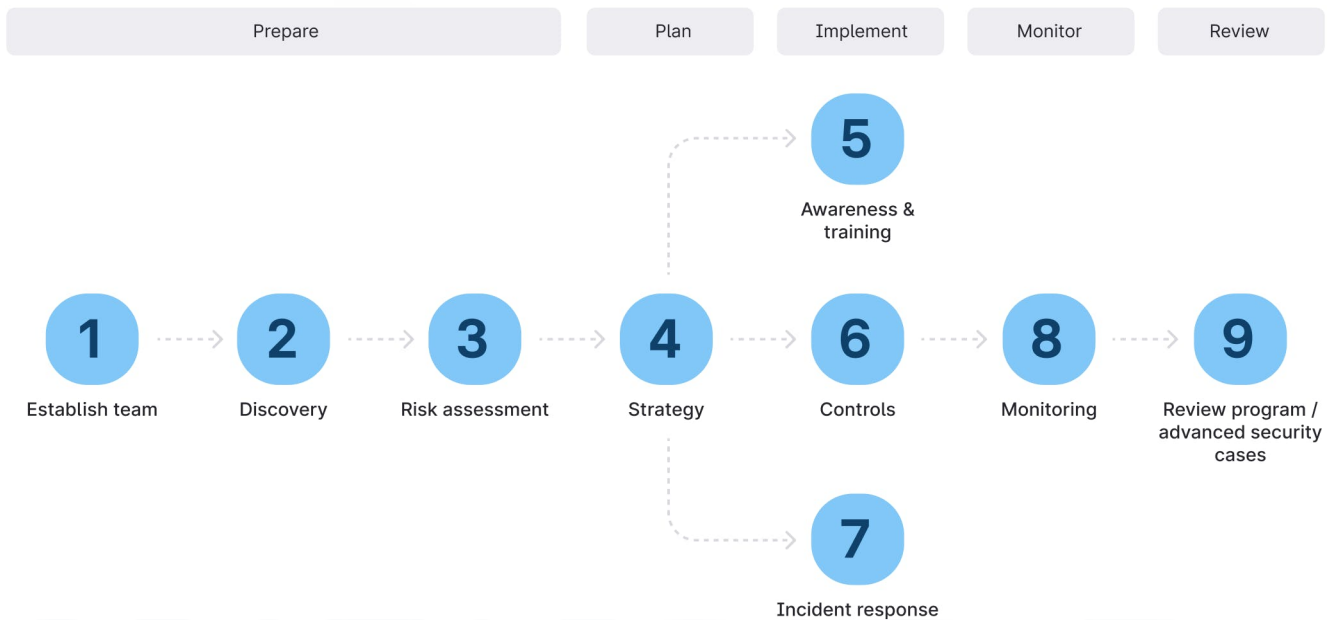 Prepare
Plan
Implement
Monitor
Review
5
Awareness &
training
1
Establish team
2
Discovery
3
Risk assessment
4
Strategy
6
Controls
8
Monitoring
9
Review program /
advanced security
cases
7
Incident response